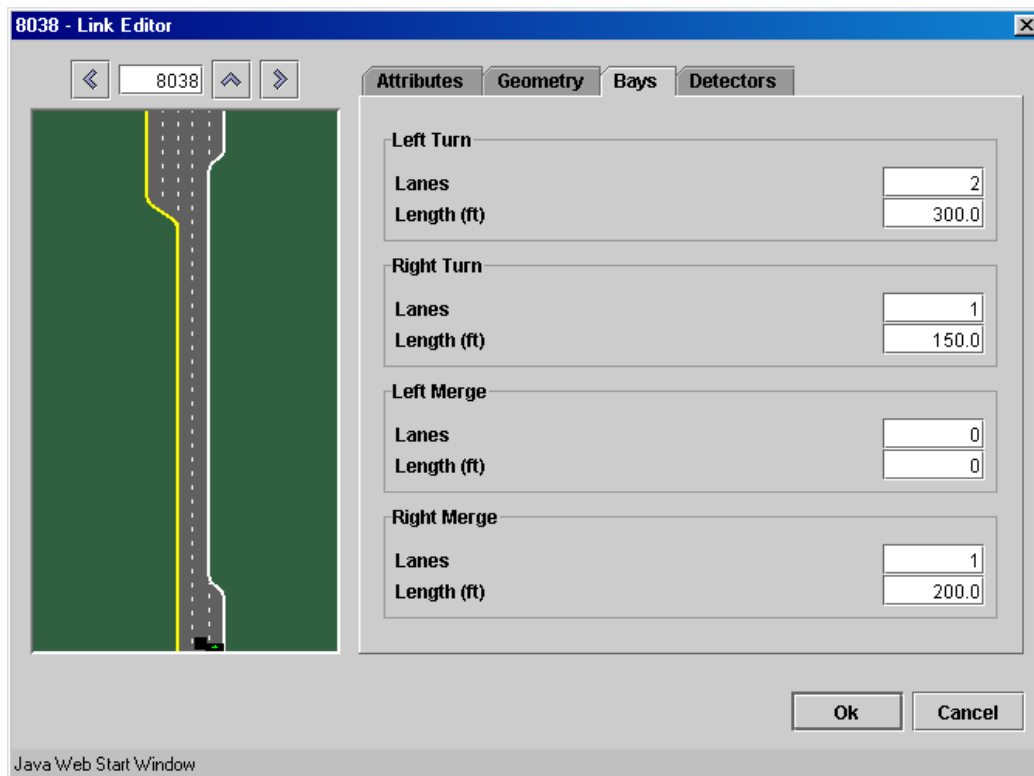 8038 - Link Editor
8038
Attributes Geometry Bays Detectors
Left Turn
Lanes 2
Length (ft) 300.0
Right Turn
Lanes 1
Length (ft) 150.0
Left Merge
Lanes 0
Length (ft) 0
Right Merge
Lanes 1
Length (ft) 200.0
Ok Cancel
Java Web Start Window